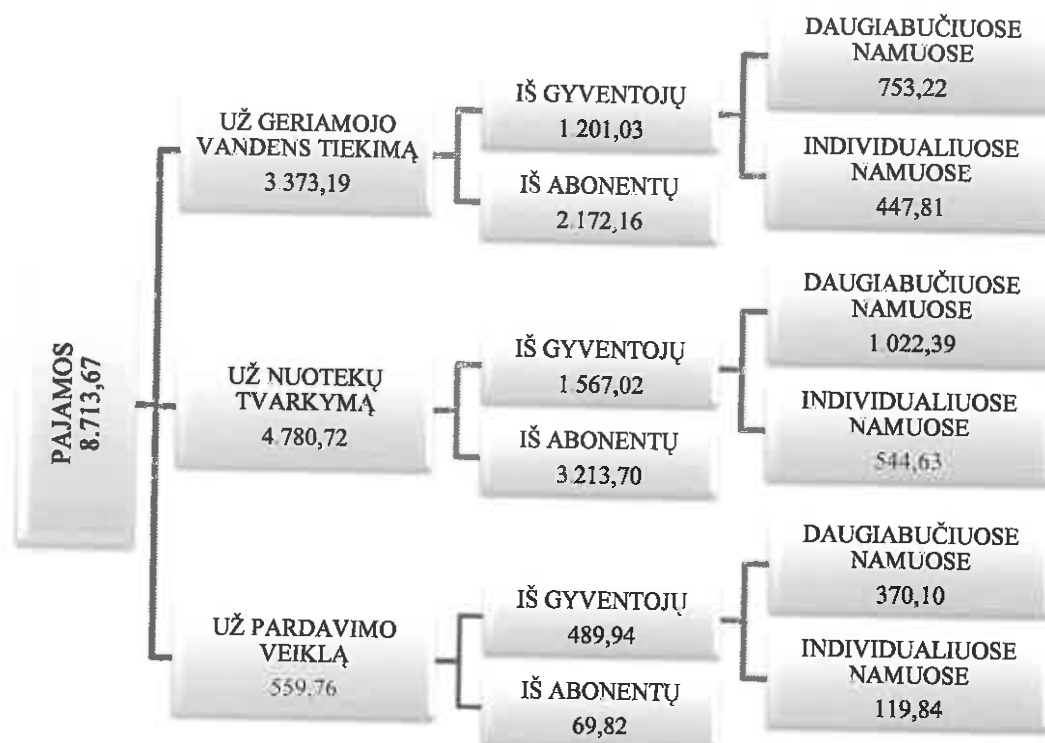 PAJAMOS
8.713,67
UŽ GERIAMOJO
VANDENS TIEKIMĄ
3 373,19
IŠ GYVENTOJŲ
1 201,03
DAUGIABUČIUOSE
NAMUOSE
753,22
INDIVIDUALIUOSE
NAMUOSE
447,81
IŠ ABONENTŲ
2.172,16
UŽ NUOTEKŲ
TVARKYMĄ
4.780,72
IŠ GYVENTOJŲ
1.567,02
DAUGIABUČIUOSE
NAMUOSE
1 022,39
INDIVIDUALIUOSE
NAMUOSE
544,63
IŠ ABONENTŲ
3.213,70
UŽ PARDAVIMO
VEIKLĄ
559,76
IŠ GYVENTOJŲ
489,94
DAUGIABUČIUOSE
NAMUOSE
370,10
INDIVIDUALIUOSE
NAMUOSE
119,84
IŠ ABONENTŲ
69,82